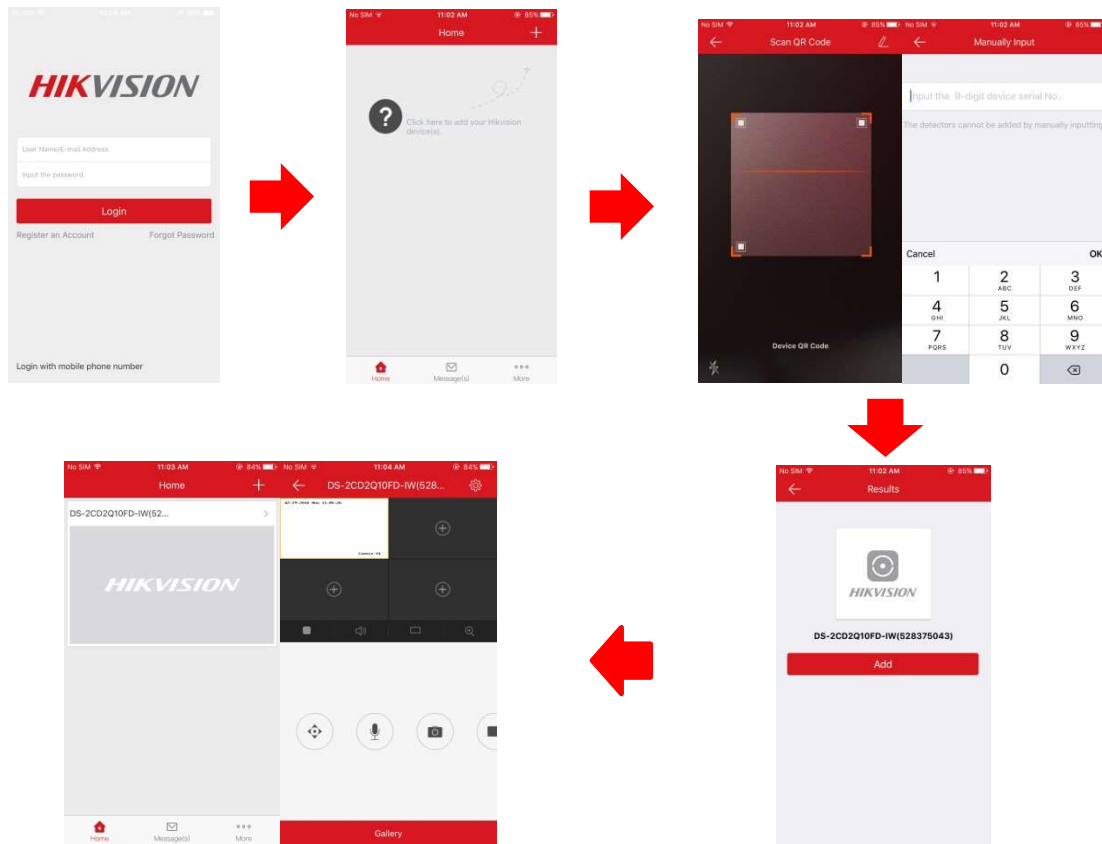 HIKVISION
User Name/E-mail Address
Input the password.
Login
Register an Account Forgot Password
Login with mobile phone number
No SIM 11:02 AM 85%
Home
Click here to add your Hikvision
device(s).
Home Message(s) More
No SIM 11:02 AM 85%
Scan QR Code
Device QR Code
No SIM 11:02 AM 85%
Manually Input
Input the 9-digit device serial No..
The detectors cannot be added by manually inputting
Cancel OK
1 2 3
ABC DEF
4 5 6
GHI JKL MNO
7 8 9
PQRS TUV WXYZ
0
No SIM 11:02 AM 85%
Results
HIKVISION
DS-2CD2Q10FD-IW(528375043)
Add
No SIM 11:03 AM 84%
Home
DS-2CD2Q10FD-IW(52...
HIKVISION
Home Message(s) More
No SIM 11:04 AM 84%
DS-2CD2Q10FD-IW(528...
Gallery